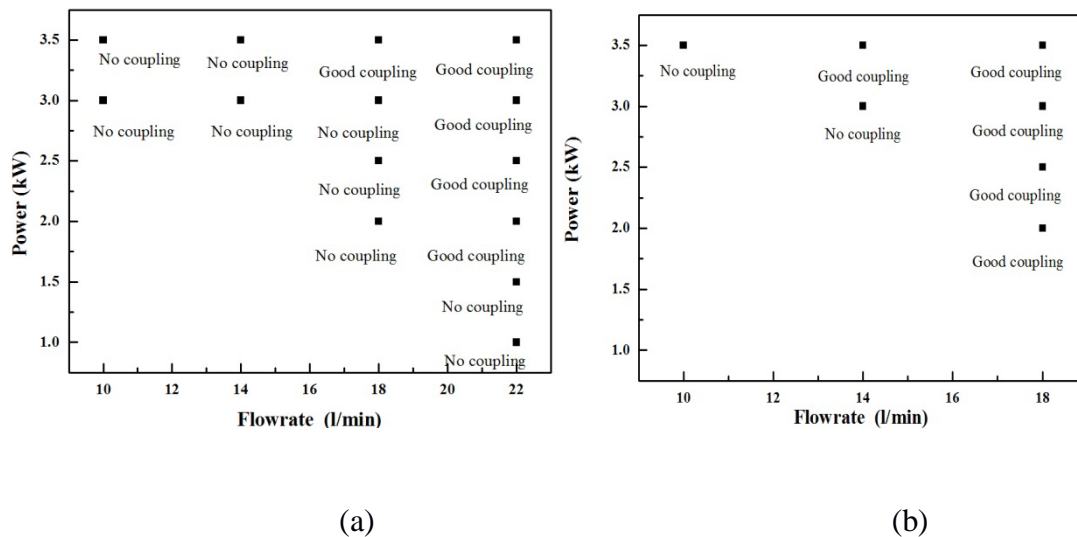 3.5
No coupling
No coupling
Good coupling
Good coupling
3.0
No coupling
No coupling
No coupling
Good coupling
2.5
No coupling
Good coupling
2.0
No coupling
Good coupling
1.5
No coupling
1.0
No coupling
Power (kW)
10 12 14 16 18 20 22
Flowrate (l/min)
(a)
3.5
No coupling
Good coupling
Good coupling
3.0
No coupling
Good coupling
2.5
Good coupling
2.0
Good coupling
1.5
1.0
Power (kW)
10 12 14 16 18
Flowrate (l/min)
(b)